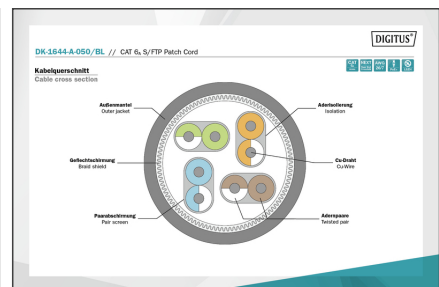 DIGITUS®
DK-1644-A-050/BL // CAT 6A S/FTP Patch Cord
Kabelquerschnitt
Cable cross section
Außenmantel
Outer jacket
Aderisolierung
Isolation
Geflechtschirmung
Braid shield
Cu-Draht
Cu-Wire
Paarabschirmung
Pair screen
Adernpaare
Twisted pair